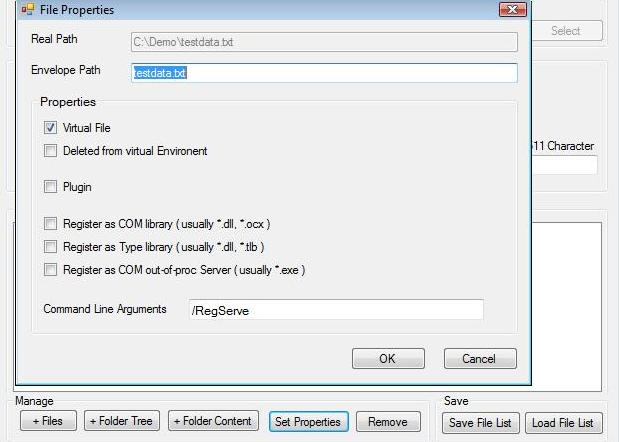 File Properties
Real Path
C:\Demo\testdata.txt
Select
Envelope Path
testdata.txt
Properties
Virtual File
Deleted from virtual Environent
11 Character
Plugin
Register as COM library ( usually *.dll, *.ocx )
Register as Type library ( usually *.dll, *.tlb )
Register as COM out-of-proc Server ( usually *.exe )
Command Line Arguments
/RegServe
OK Cancel
Manage
Save
+ Files + Folder Tree + Folder Content Set Properties Remove
Save File List Load File List